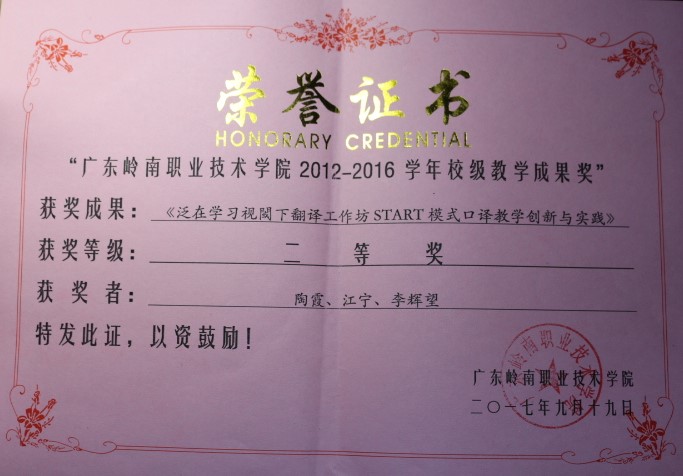 荣誉证书
HONORARY CREDENTIAL
“广东岭南职业技术学院2012-2016学年校级教学成果奖”
获奖成果：《泛在学习视阈下翻译工作坊START模式口译教学创新与实践》
获奖等级：二等奖
获奖者：陶霞、江宁、李辉望
特发此证，以资鼓励！
广东岭南职业技术学院
二〇一七年九月十九日